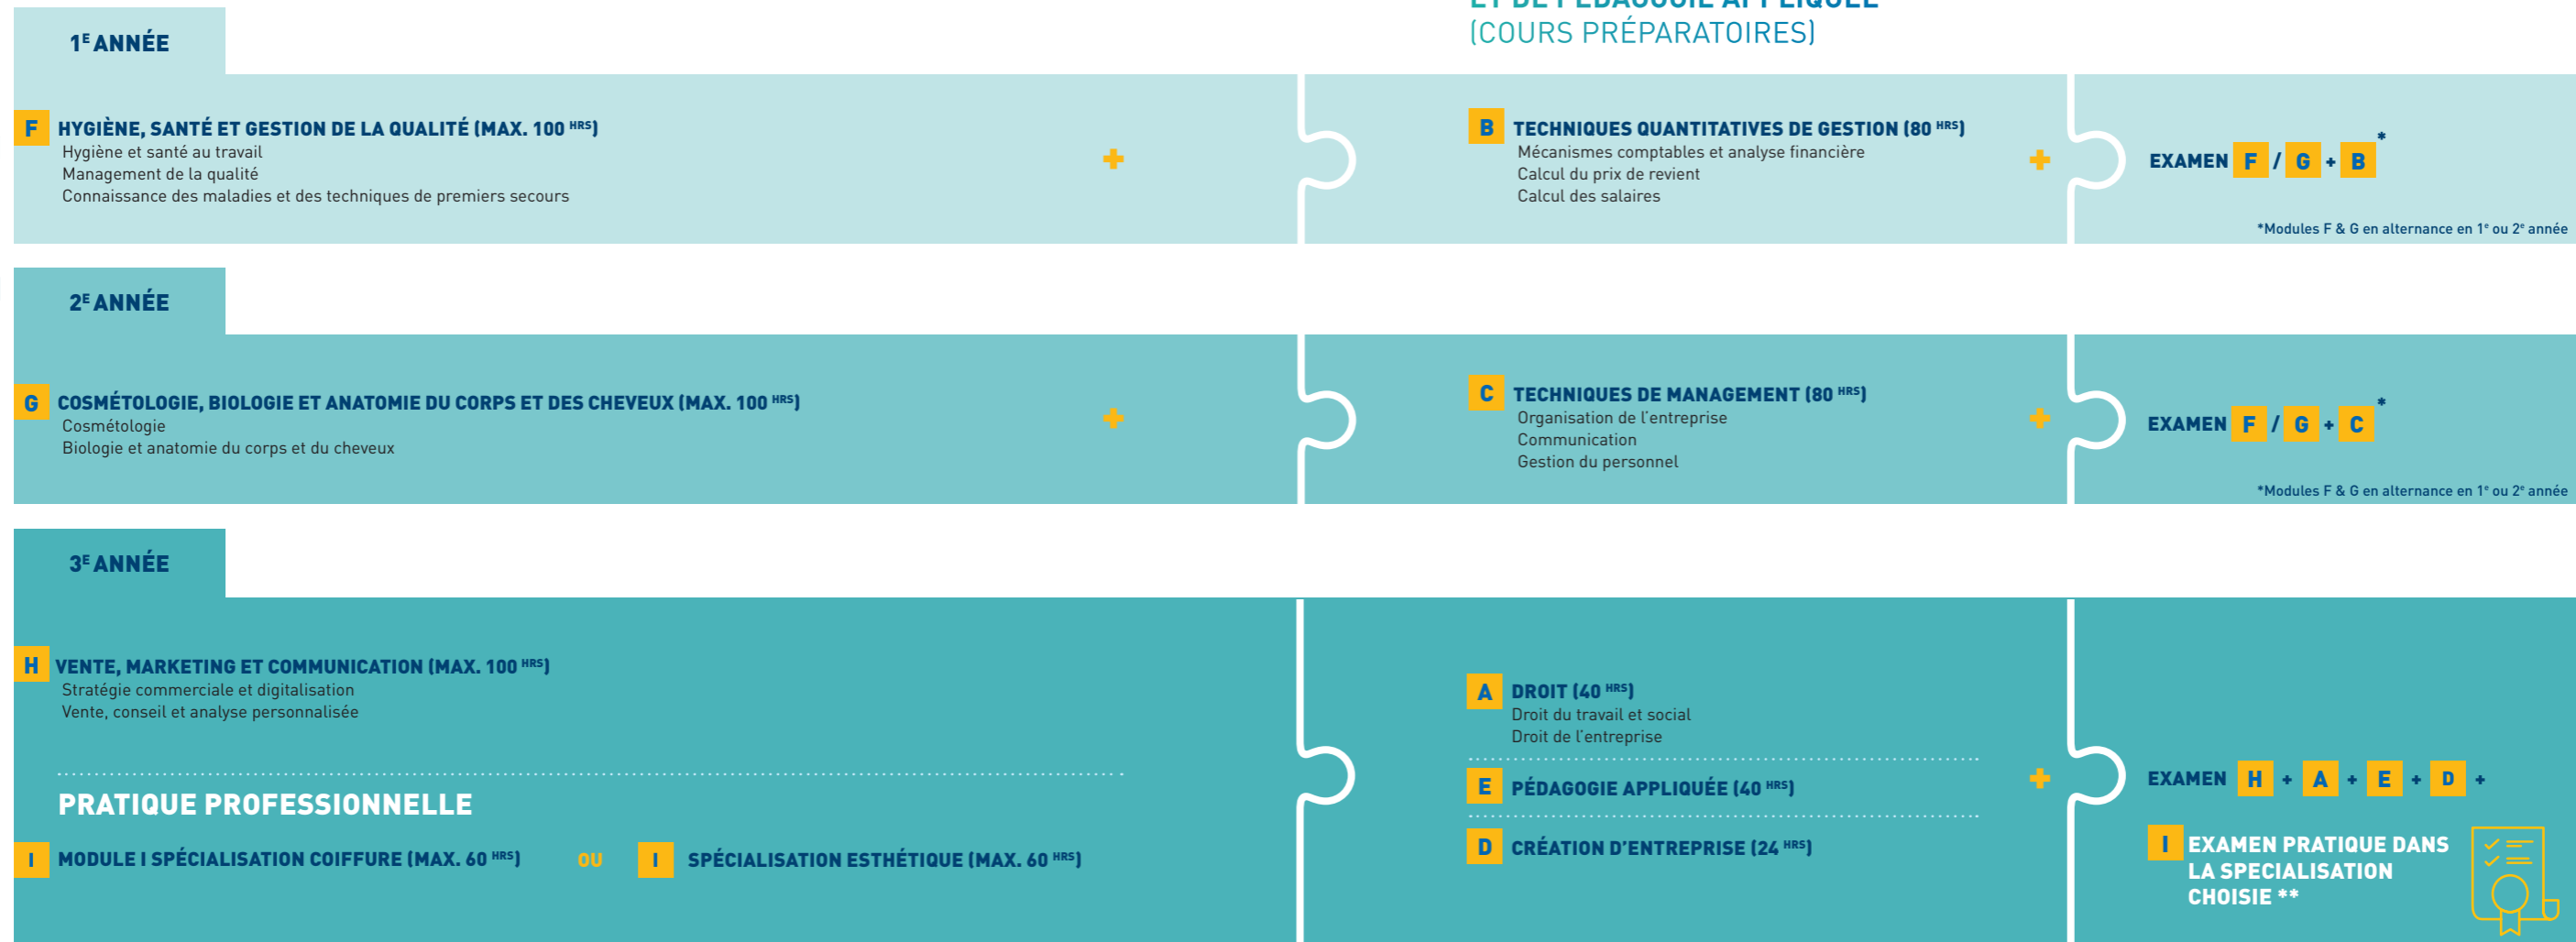 ET DE PÉDAGOGIE APPLIQUÉE
(COURS PRÉPARATOIRES)
1E ANNÉE
F HYGIÈNE, SANTÉ ET GESTION DE LA QUALITÉ (MAX. 100 HRS)
Hygiène et santé au travail
Management de la qualité
Connaissance des maladies et des techniques de premiers secours
+
B TECHNIQUES QUANTITATIVES DE GESTION (80 HRS)
Mécanismes comptables et analyse financière
Calcul du prix de revient
Calcul des salaires
+
EXAMEN F / G + B *
*Modules F & G en alternance en 1e ou 2e année
2E ANNÉE
G COSMÉTOLOGIE, BIOLOGIE ET ANATOMIE DU CORPS ET DES CHEVEUX (MAX. 100 HRS)
Cosmétologie
Biologie et anatomie du corps et du cheveux
+
C TECHNIQUES DE MANAGEMENT (80 HRS)
Organisation de l'entreprise
Communication
Gestion du personnel
+
EXAMEN F / G + C *
*Modules F & G en alternance en 1e ou 2e année
3E ANNÉE
H VENTE, MARKETING ET COMMUNICATION (MAX. 100 HRS)
Stratégie commerciale et digitalisation
Vente, conseil et analyse personnalisée
PRATIQUE PROFESSIONNELLE
I MODULE I SPÉCIALISATION COIFFURE (MAX. 60 HRS) OU I SPÉCIALISATION ESTHÉTIQUE (MAX. 60 HRS)
A DROIT (40 HRS)
Droit du travail et social
Droit de l'entreprise
E PÉDAGOGIE APPLIQUÉE (40 HRS)
D CRÉATION D'ENTREPRISE (24 HRS)
+
EXAMEN H + A + E + D +
I EXAMEN PRATIQUE DANS
LA SPECIALISATION
CHOISIE **